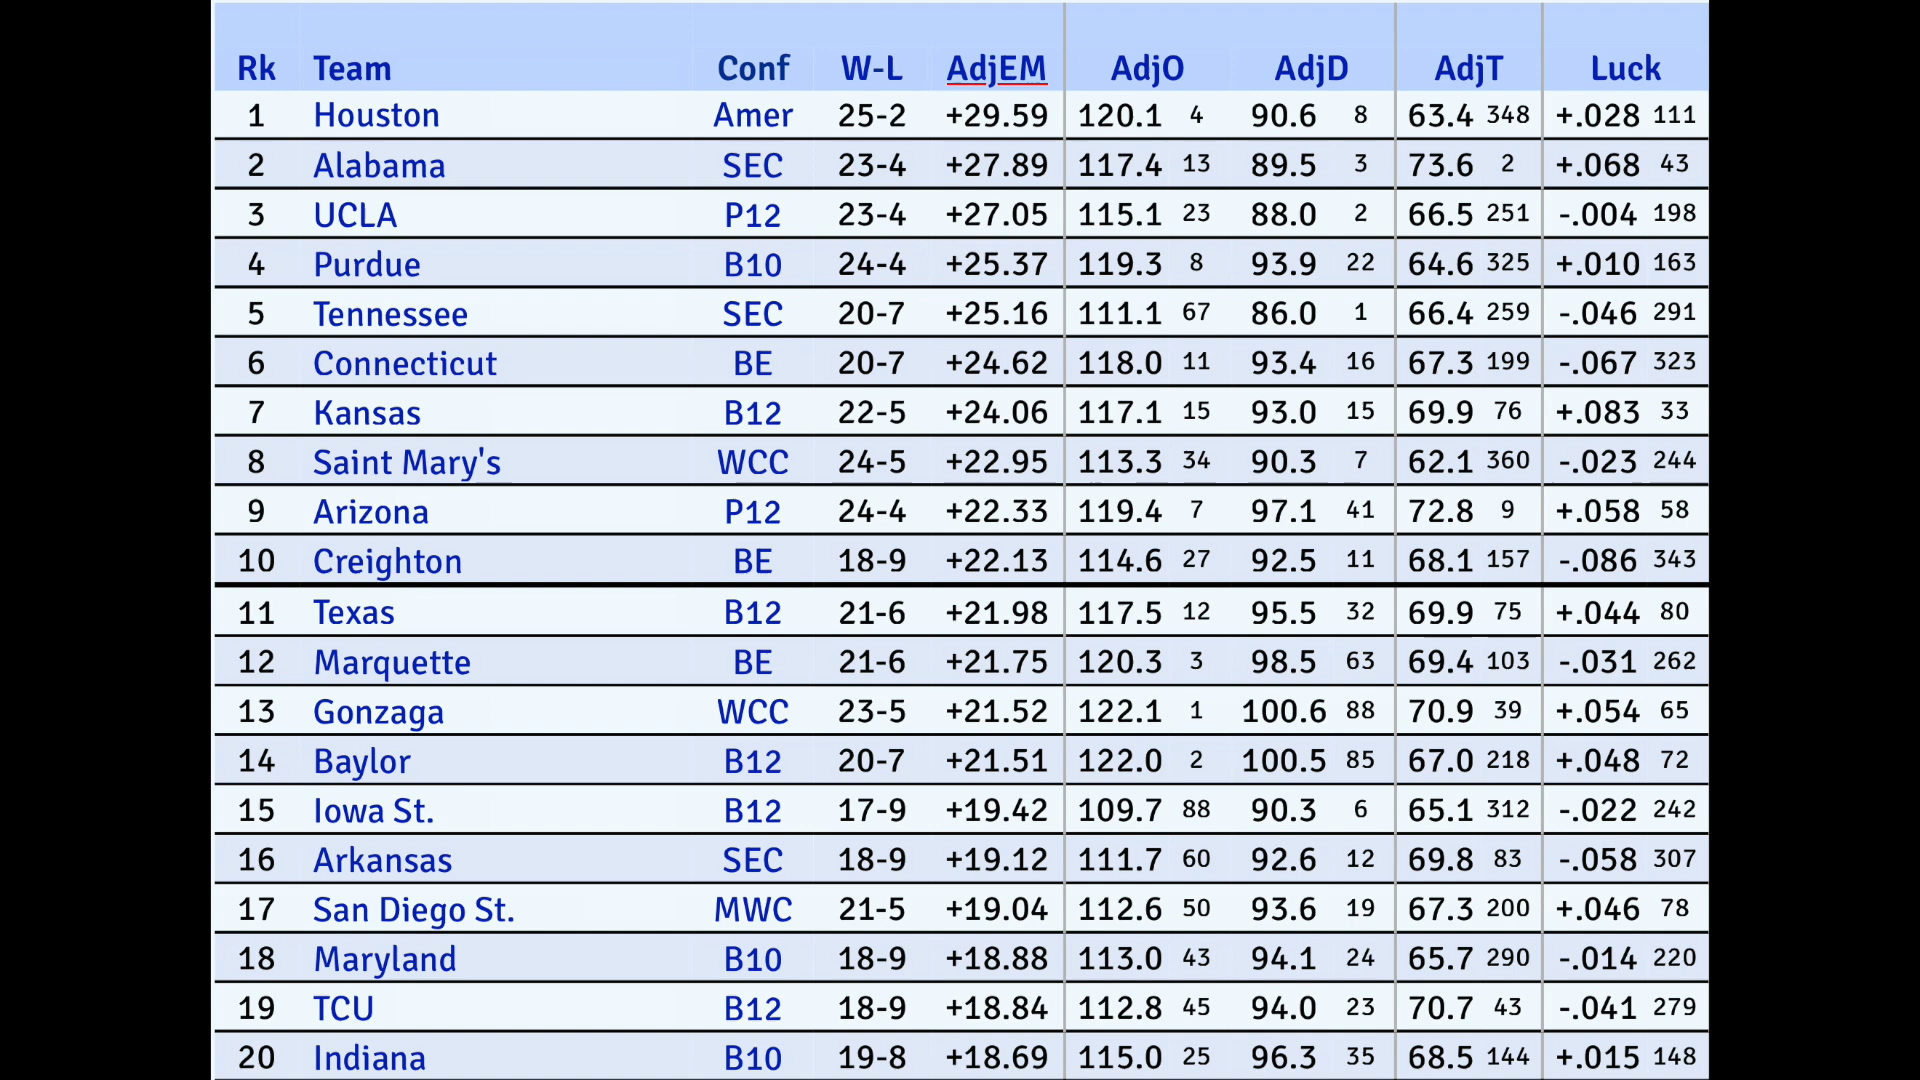 Rk Team Conf W-L AdjEM AdjO AdjD AdjT Luck
1 Houston Amer 25-2 +29.59 120.1 4 90.6 8 63.4 348 +.028 111
2 Alabama SEC 23-4 +27.89 117.4 13 89.5 3 73.6 2 +.068 43
3 UCLA P12 23-4 +27.05 115.1 23 88.0 2 66.5 251 -.004 198
4 Purdue B10 24-4 +25.37 119.3 8 93.9 22 64.6 325 +.010 163
5 Tennessee SEC 20-7 +25.16 111.1 67 86.0 1 66.4 259 -.046 291
6 Connecticut BE 20-7 +24.62 118.0 11 93.4 16 67.3 199 -.067 323
7 Kansas B12 22-5 +24.06 117.1 15 93.0 15 69.9 76 +.083 33
8 Saint Mary's WCC 24-5 +22.95 113.3 34 90.3 7 62.1 360 -.023 244
9 Arizona P12 24-4 +22.33 119.4 7 97.1 41 72.8 9 +.058 58
10 Creighton BE 18-9 +22.13 114.6 27 92.5 11 68.1 157 -.086 343
11 Texas B12 21-6 +21.98 117.5 12 95.5 32 69.9 75 +.044 80
12 Marquette BE 21-6 +21.75 120.3 3 98.5 63 69.4 103 -.031 262
13 Gonzaga WCC 23-5 +21.52 122.1 1 100.6 88 70.9 39 +.054 65
14 Baylor B12 20-7 +21.51 122.0 2 100.5 85 67.0 218 +.048 72
15 Iowa St. B12 17-9 +19.42 109.7 88 90.3 6 65.1 312 -.022 242
16 Arkansas SEC 18-9 +19.12 111.7 60 92.6 12 69.8 83 -.058 307
17 San Diego St. MWC 21-5 +19.04 112.6 50 93.6 19 67.3 200 +.046 78
18 Maryland B10 18-9 +18.88 113.0 43 94.1 24 65.7 290 -.014 220
19 TCU B12 18-9 +18.84 112.8 45 94.0 23 70.7 43 -.041 279
20 Indiana B10 19-8 +18.69 115.0 25 96.3 35 68.5 144 +.015 148